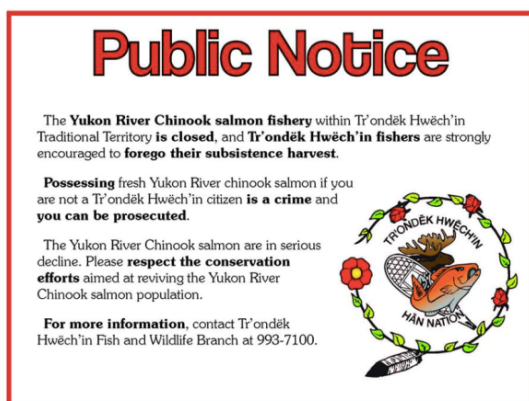 Public Notice
The Yukon River Chinook salmon fishery within Tr'ondëk Hwëch'in
Traditional Territory is closed, and Tr'ondëk Hwëch'in fishers are strongly
encouraged to forego their subsistence harvest.
Possessing fresh Yukon River chinook salmon if you
are not a Tr'ondëk Hwëch'in citizen is a crime and
you can be prosecuted.
The Yukon River Chinook salmon are in serious
decline. Please respect the conservation
efforts aimed at reviving the Yukon River
Chinook salmon population.
For more information, contact Tr'ondëk
Hwëch'in Fish and Wildlife Branch at 993-7100.
TR'ONDËK HWËCH'IN
HÄN NATION